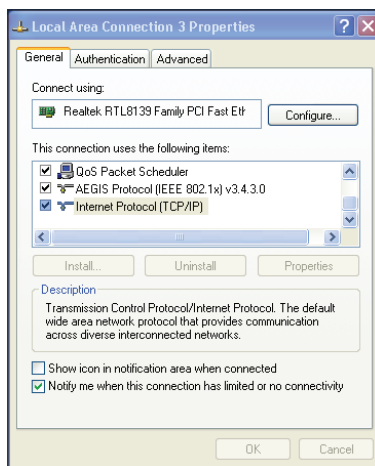 Local Area Connection 3 Properties
General Authentication Advanced
Connect using:
Realtek RTL8139 Family PCI Fast Eth
Configure...
This connection uses the following items:
QoS Packet Scheduler
AEGIS Protocol (IEEE 802.1x) v3.4.3.0
Internet Protocol (TCP/IP)
Install... Uninstall Properties
Description
Transmission Control Protocol/Internet Protocol. The default
wide area network protocol that provides communication
across diverse interconnected networks.
Show icon in notification area when connected
Notify me when this connection has limited or no connectivity
OK Cancel